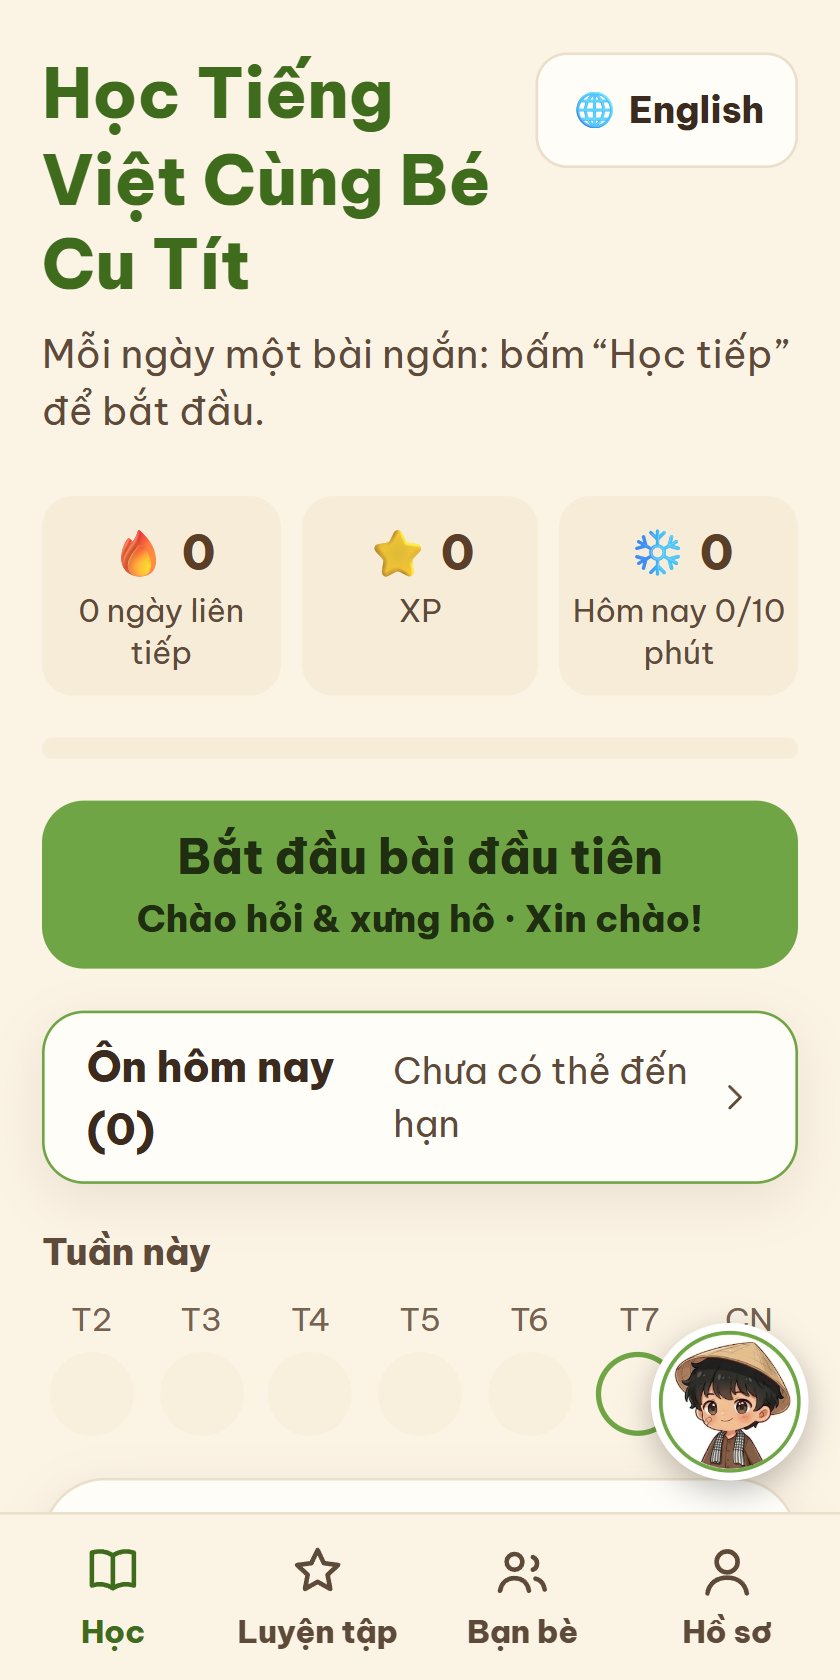 Học Tiếng
Việt Cùng Bé
Cu Tít
English
Mỗi ngày một bài ngắn: bấm “Học tiếp”
để bắt đầu.
0
0 ngày liên
tiếp
0
XP
0
Hôm nay 0/10
phút
Bắt đầu bài đầu tiên
Chào hỏi & xưng hô · Xin chào!
Ôn hôm nay
(0)
Chưa có thẻ đến
hạn
Tuần này
T2 T3 T4 T5 T6 T7 CN
Học Luyện tập Bạn bè Hồ sơ